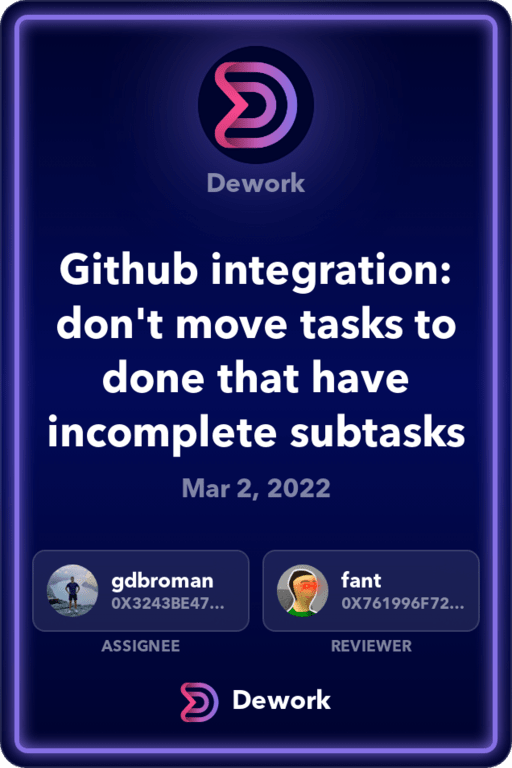 Dework
Github integration:
don't move tasks to
done that have
incomplete subtasks
Mar 2, 2022
gdbroman
0X3243BE47...
ASSIGNEE
fant
0X761996F72...
REVIEWER
Dework